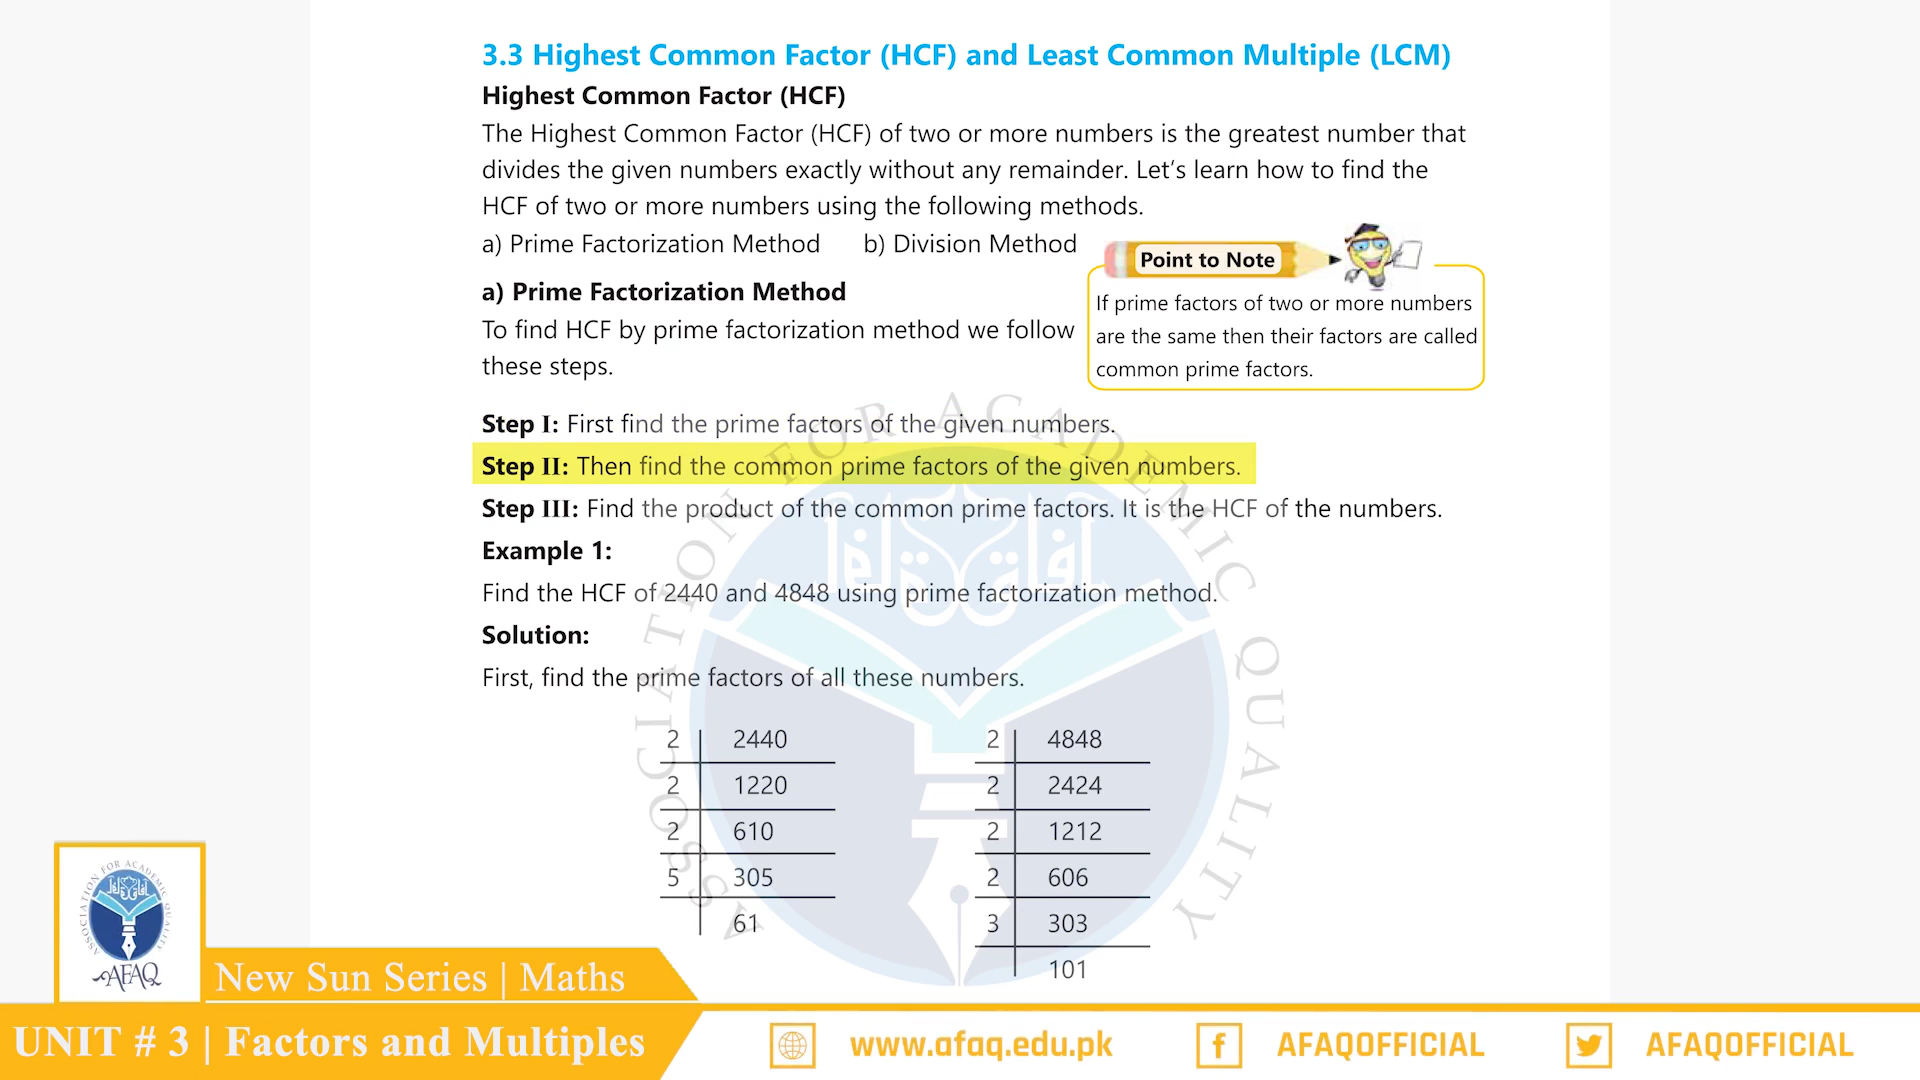 3.3 Highest Common Factor (HCF) and Least Common Multiple (LCM)
Highest Common Factor (HCF)
The Highest Common Factor (HCF) of two or more numbers is the greatest number that
divides the given numbers exactly without any remainder. Let’s learn how to find the
HCF of two or more numbers using the following methods.
a) Prime Factorization Method b) Division Method
Point to Note
If prime factors of two or more numbers
are the same then their factors are called
common prime factors.
a) Prime Factorization Method
To find HCF by prime factorization method we follow
these steps.
Step I: First find the prime factors of the given numbers.
Step II: Then find the common prime factors of the given numbers.
Step III: Find the product of the common prime factors. It is the HCF of the numbers.
Example 1:
Find the HCF of 2440 and 4848 using prime factorization method.
Solution:
First, find the prime factors of all these numbers.
2 2440
2 1220
2 610
5 305
61
2 4848
2 2424
2 1212
2 606
3 303
101
ASSOCIATION FOR ACADEMIC QUALITY
ASSOCIATION FOR ACADEMIC QUALITY
AFAQ
New Sun Series | Maths
UNIT # 3 | Factors and Multiples
www.afaq.edu.pk
AFAQOFFICIAL
AFAQOFFICIAL